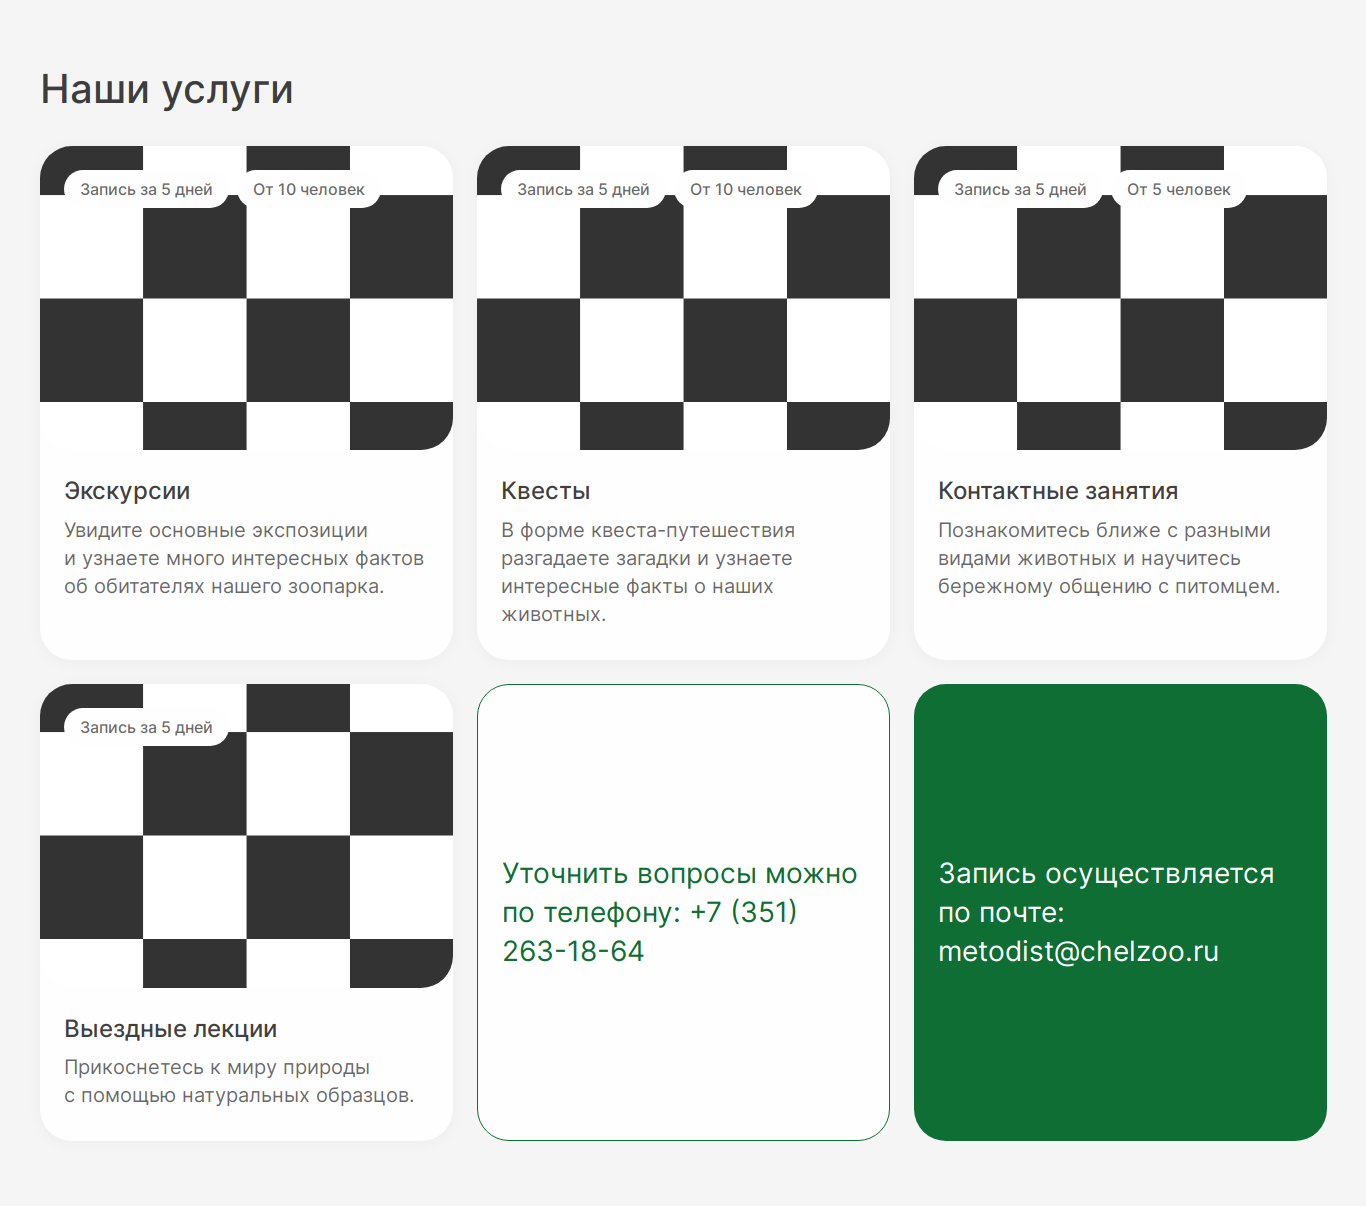 Наши услуги
Запись за 5 дней
От 10 человек
Экскурсии
Увидите основные экспозиции
и узнаете много интересных фактов
об обитателях нашего зоопарка.
Запись за 5 дней
От 10 человек
Квесты
В форме квеста-путешествия
разгадаете загадки и узнаете
интересные факты о наших
животных.
Запись за 5 дней
От 5 человек
Контактные занятия
Познакомитесь ближе с разными
видами животных и научитесь
бережному общению с питомцем.
Запись за 5 дней
Выездные лекции
Прикоснетесь к миру природы
с помощью натуральных образцов.
Уточнить вопросы можно
по телефону: +7 (351)
263-18-64
Запись осуществляется
по почте:
metodist@chelzoo.ru